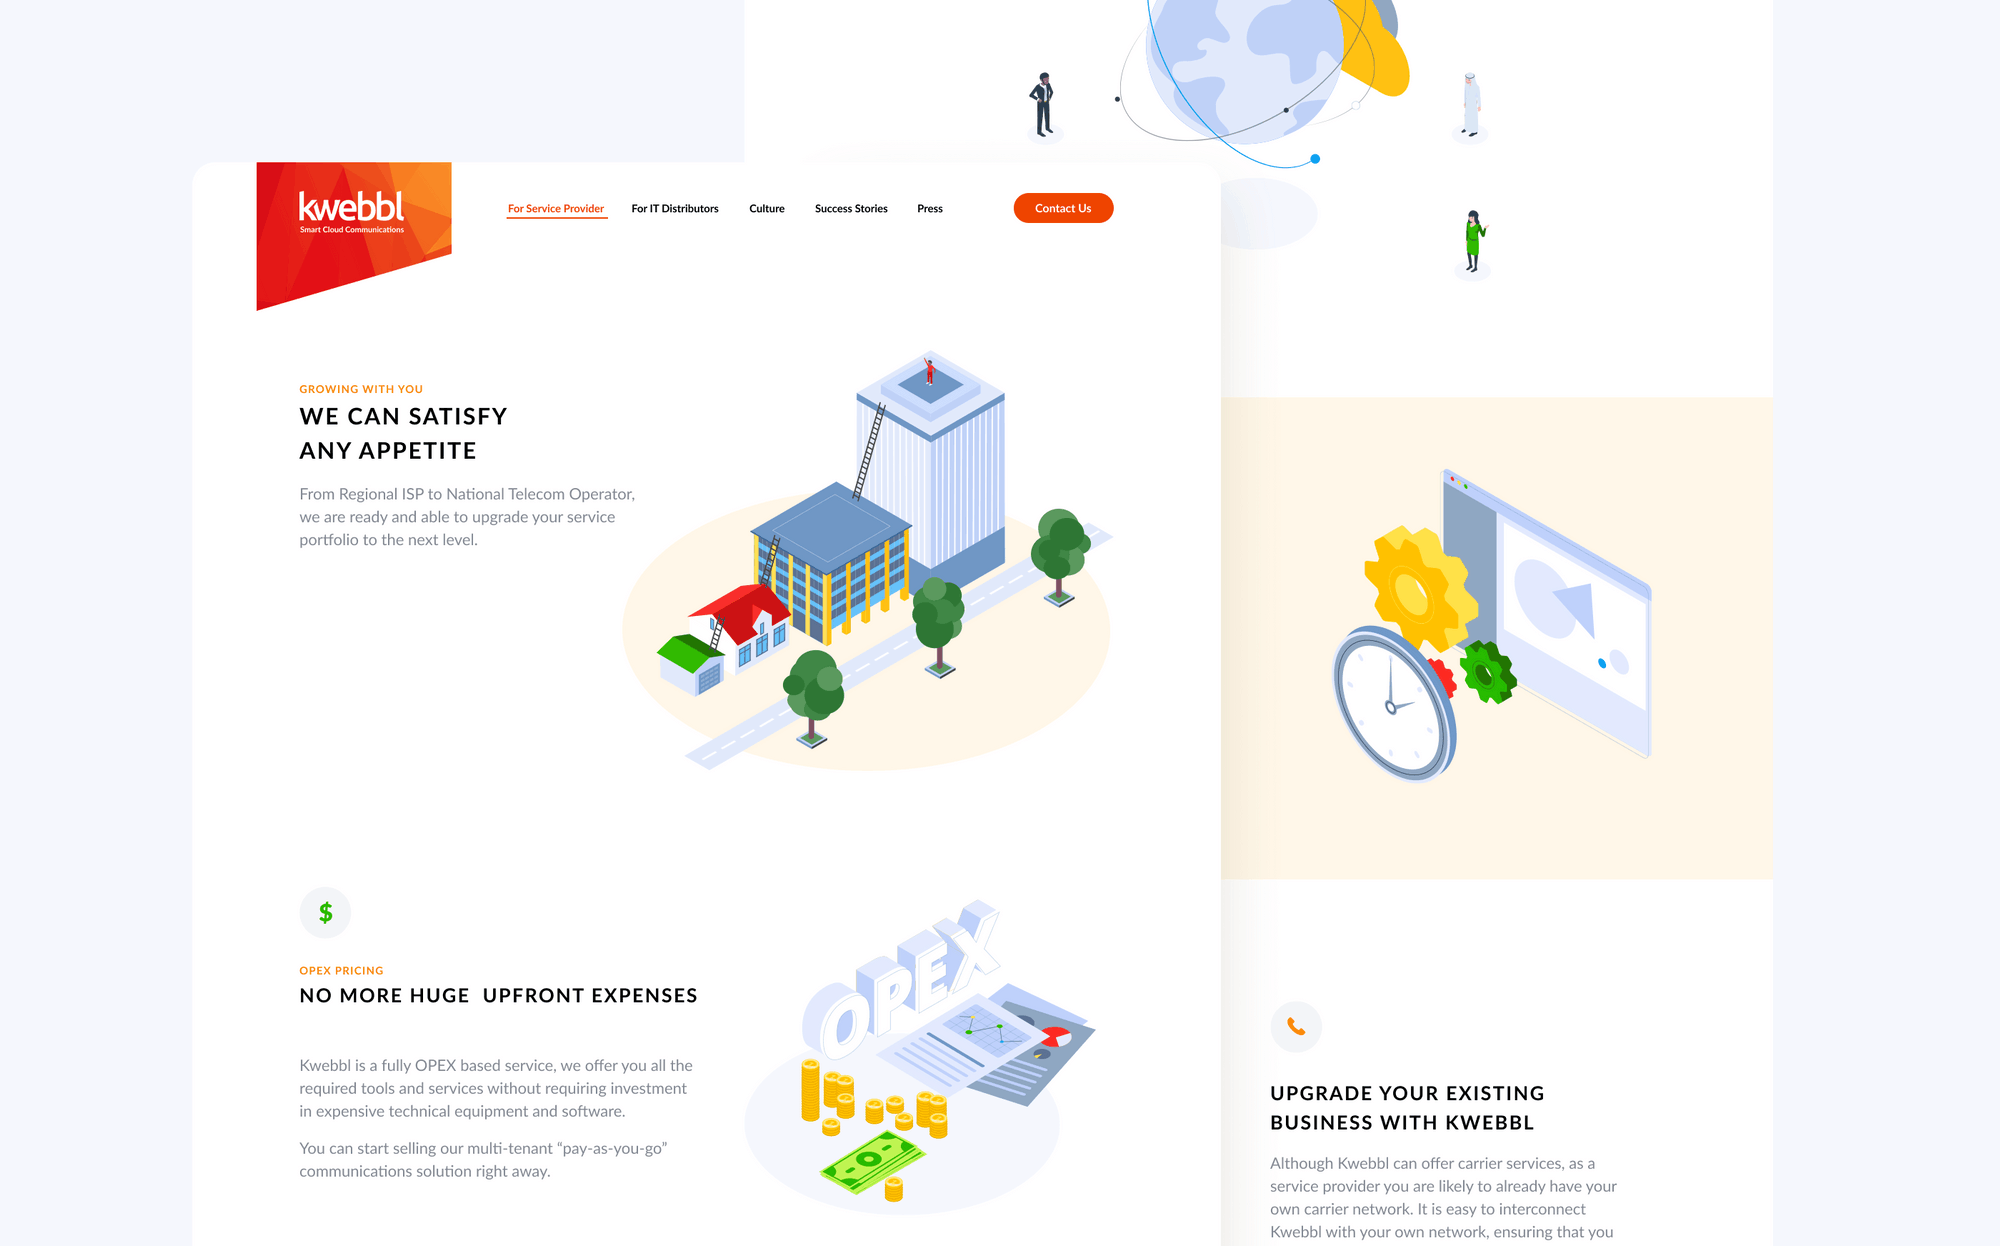 kwebbl
Smart Cloud Communications
For Service Provider
For IT Distributors
Culture
Success Stories
Press
Contact Us
GROWING WITH YOU
WE CAN SATISFY
ANY APPETITE
From Regional ISP to National Telecom Operator,
we are ready and able to upgrade your service
portfolio to the next level.
$
OPEX PRICING
NO MORE HUGE  UPFRONT EXPENSES
Kwebbl is a fully OPEX based service, we offer you all the
required tools and services without requiring investment
in expensive technical equipment and software.
You can start selling our multi-tenant “pay-as-you-go”
communications solution right away.
OPEX
UPGRADE YOUR EXISTING
BUSINESS WITH KWEBBL
Although Kwebbl can offer carrier services, as a
service provider you are likely to already have your
own carrier network. It is easy to interconnect
Kwebbl with your own network, ensuring that you